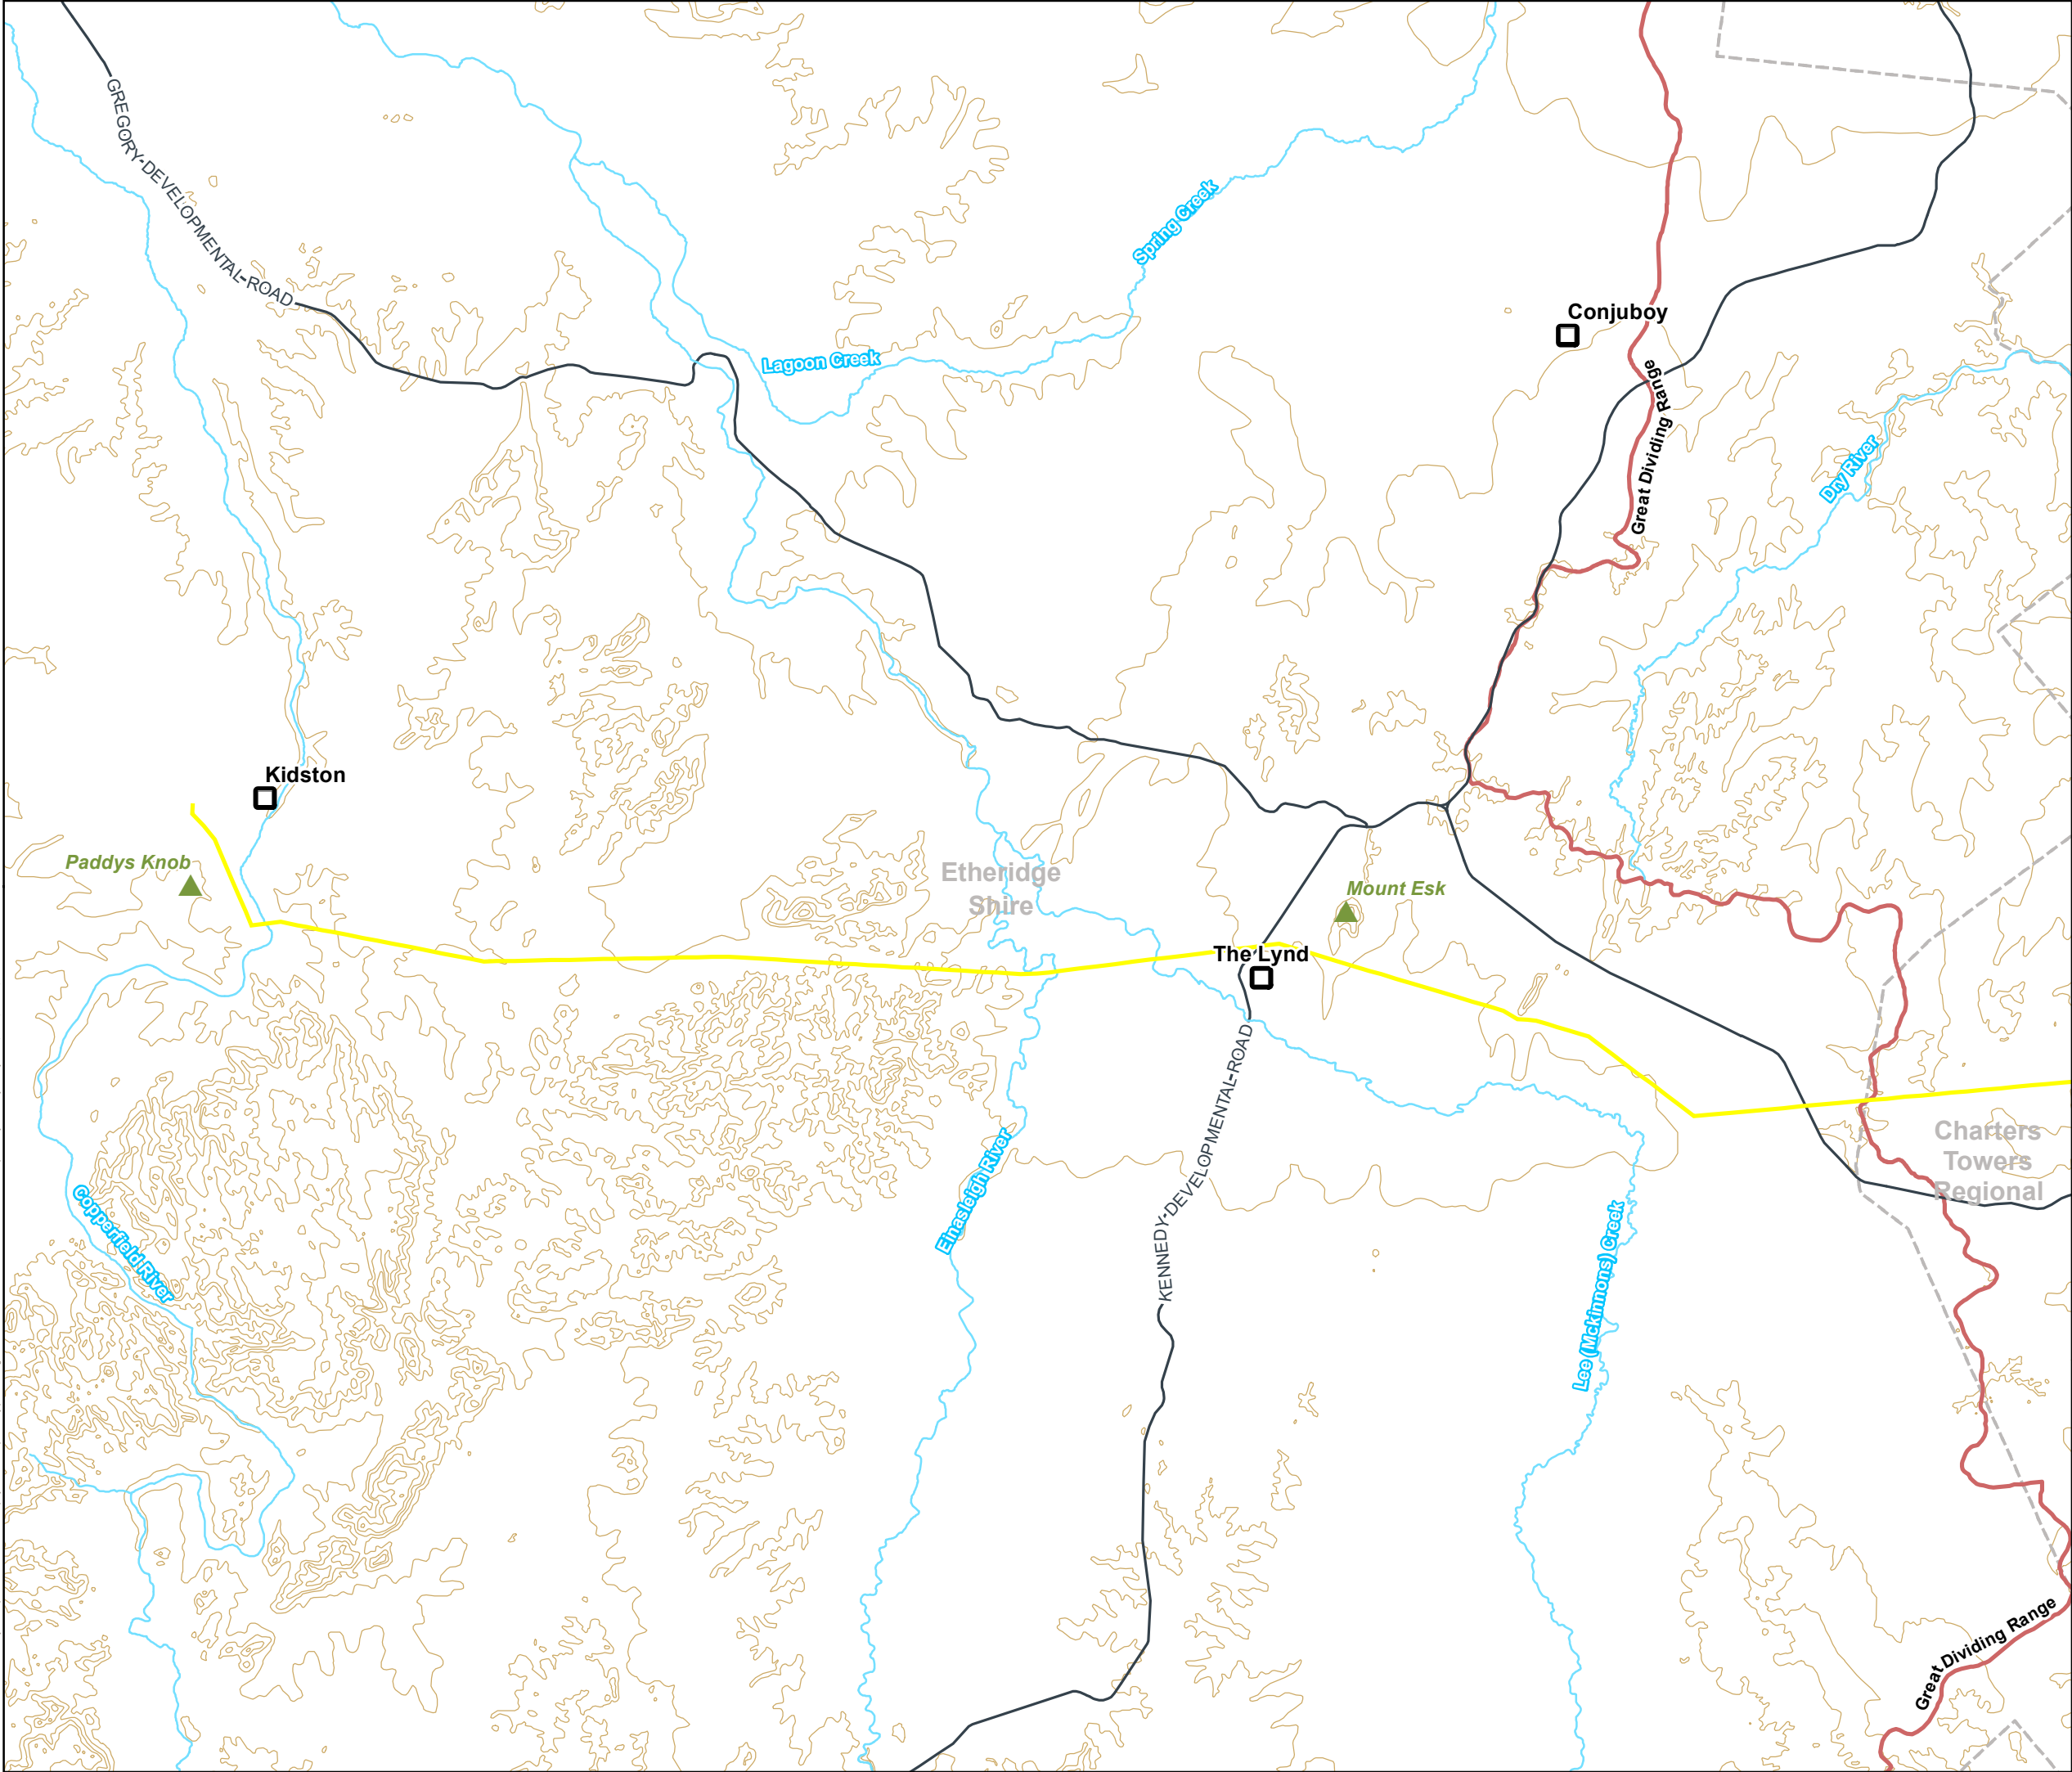 GREGORY-DEVELOPMENTAL-ROAD
Spring Creek
Conjuboy
Lagoon Creek
Great Dividing Range
Dry River
Kidston
Paddys Knob
Etheridge
Shire
Mount Esk
The Lynd
KENNEDY-DEVELOPMENTAL-ROAD
Charters
Towers
Regional
Copperfield River
Einasleigh River
Lee (Mckinnons) Creek
Great Dividing Range